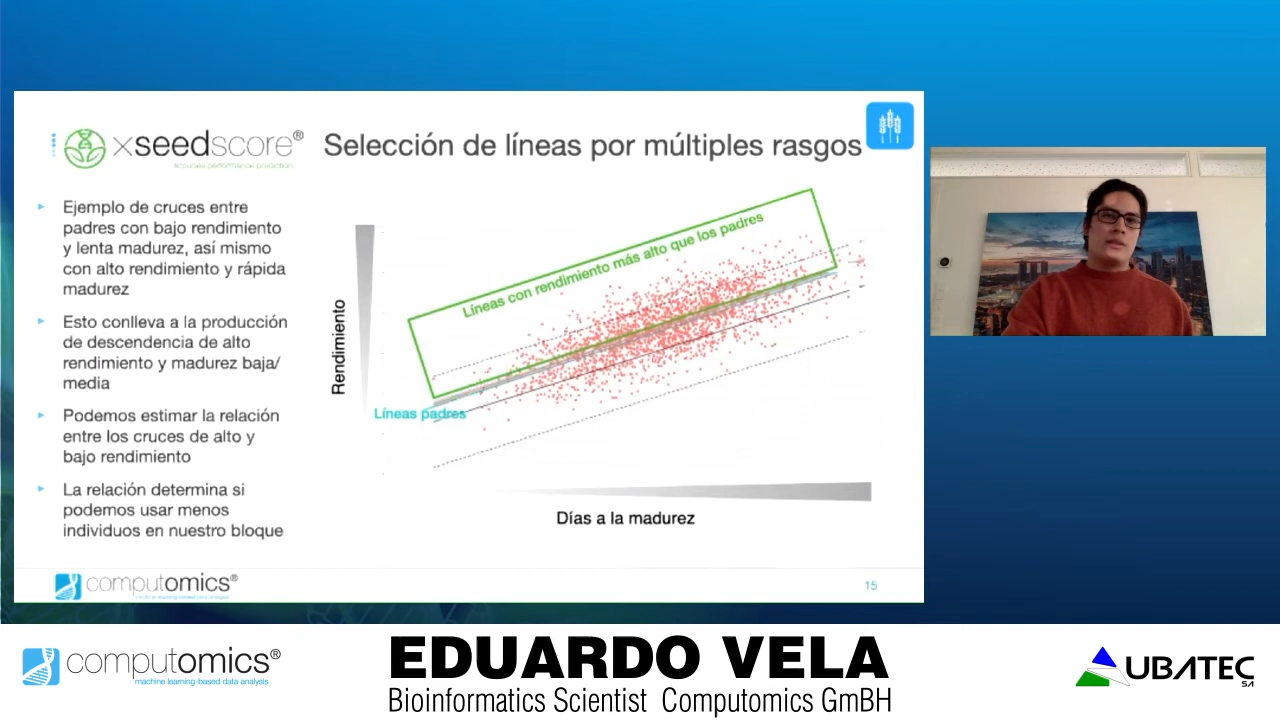 xseedscore®
accurate performance prediction
Selección de líneas por múltiples rasgos
Ejemplo de cruces entre
padres con bajo rendimiento
y lenta madurez, así mismo
con alto rendimiento y rápida
madurez
Esto conlleva a la producción
de descendencia de alto
rendimiento y madurez baja/
media
Podemos estimar la relación
entre los cruces de alto y
bajo rendimiento
La relación determina si
podemos usar menos
individuos en nuestro bloque
Líneas con rendimiento más alto que los padres
Rendimiento
Líneas padres
Días a la madurez
computomics®
15
computomics®
machine learning-based data analysis
EDUARDO VELA
Bioinformatics Scientist Computomics GmBH
UBATEC
SA